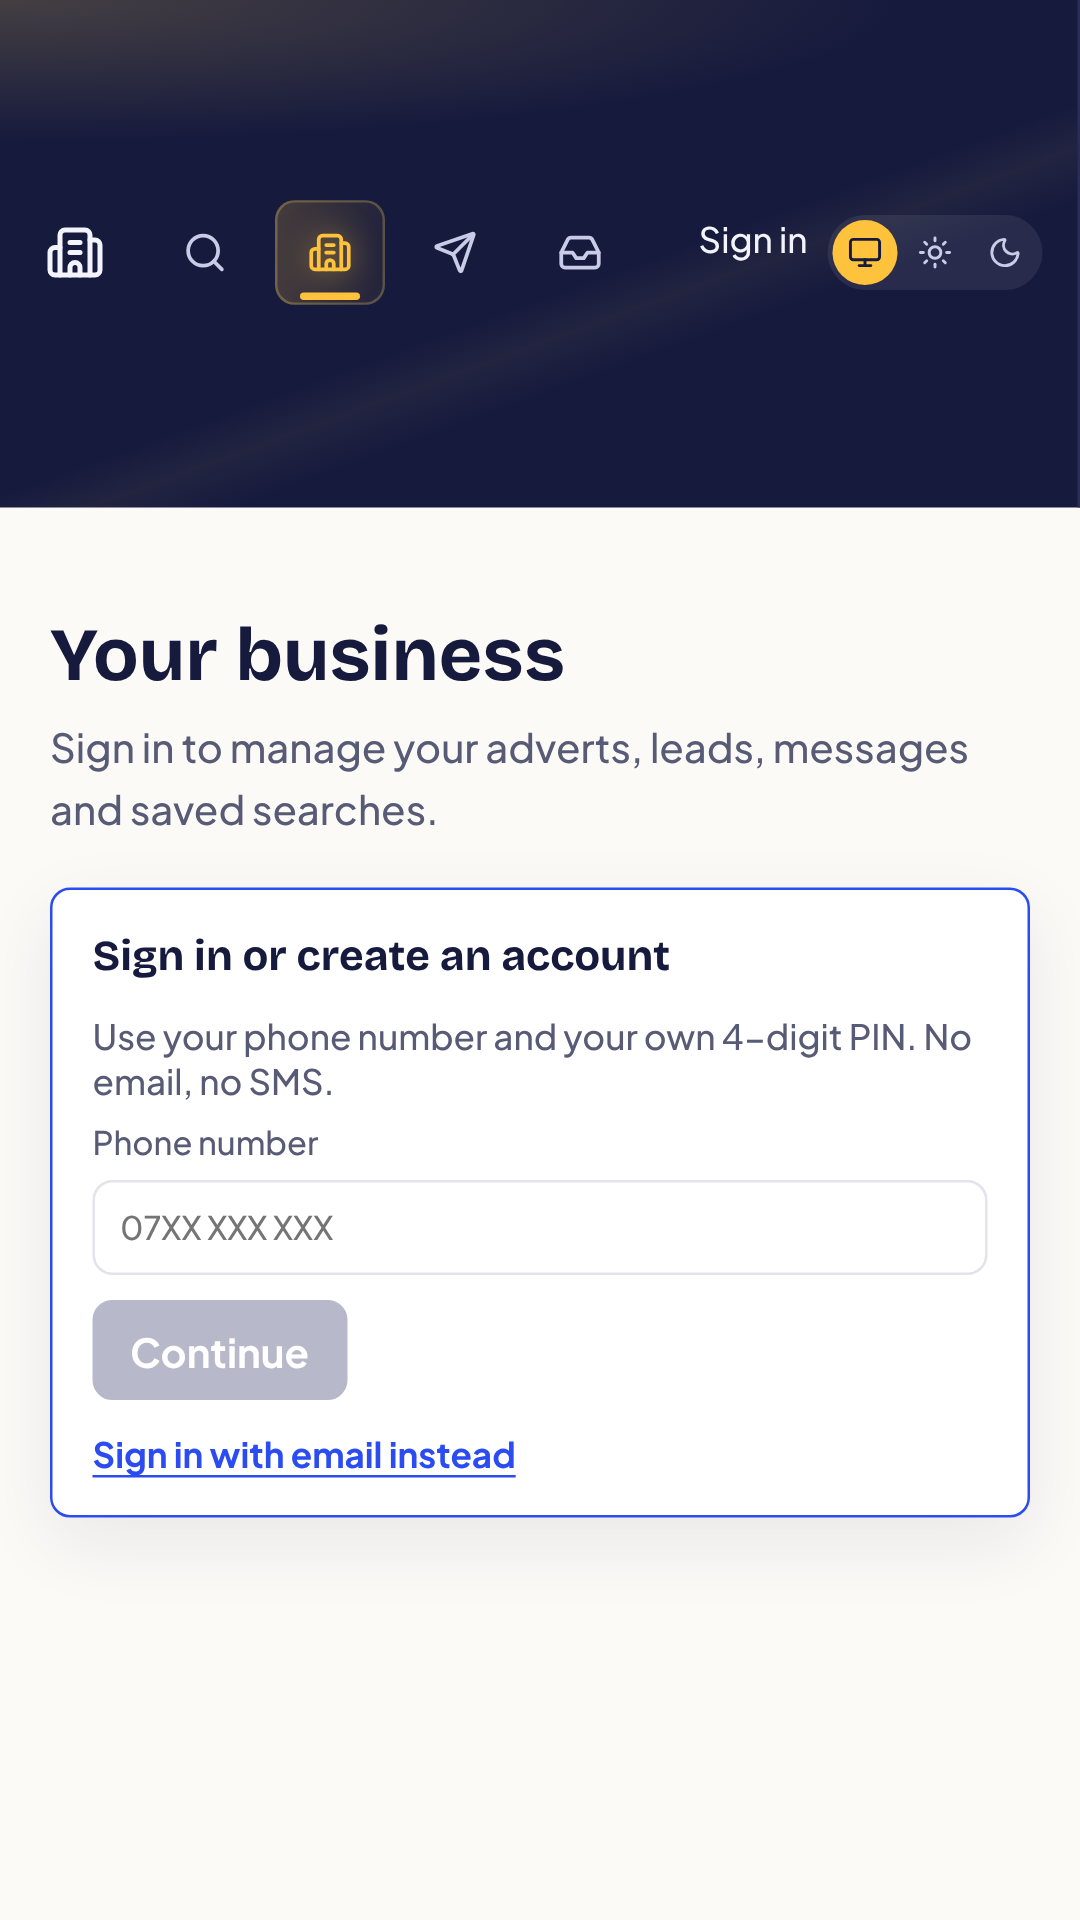 Sign in
Your business
Sign in to manage your adverts, leads, messages
and saved searches.
Sign in or create an account
Use your phone number and your own 4-digit PIN. No
email, no SMS.
Phone number
07XX XXX XXX
Continue
Sign in with email instead